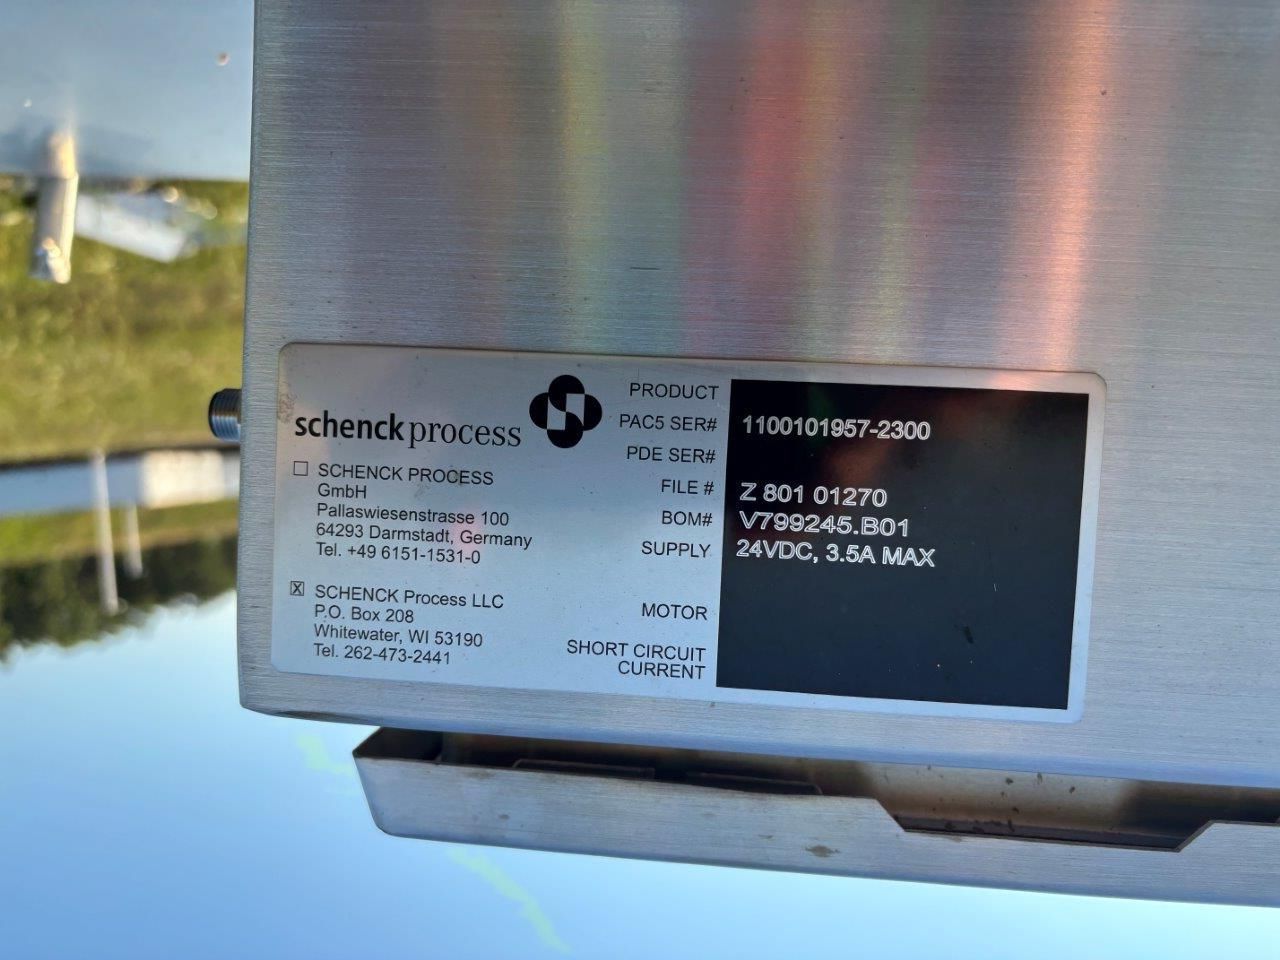 schenck process
☐ SCHENCK PROCESS
GmbH
Pallaswiesenstrasse 100
64293 Darmstadt, Germany
Tel. +49 6151-1531-0
☒ SCHENCK Process LLC
P.O. Box 208
Whitewater, WI 53190
Tel. 262-473-2441
PRODUCT
PAC5 SER# 1100101957-2300
PDE SER#
FILE # Z 801 01270
BOM# V799245.B01
SUPPLY 24VDC, 3.5A MAX
MOTOR
SHORT CIRCUIT
CURRENT